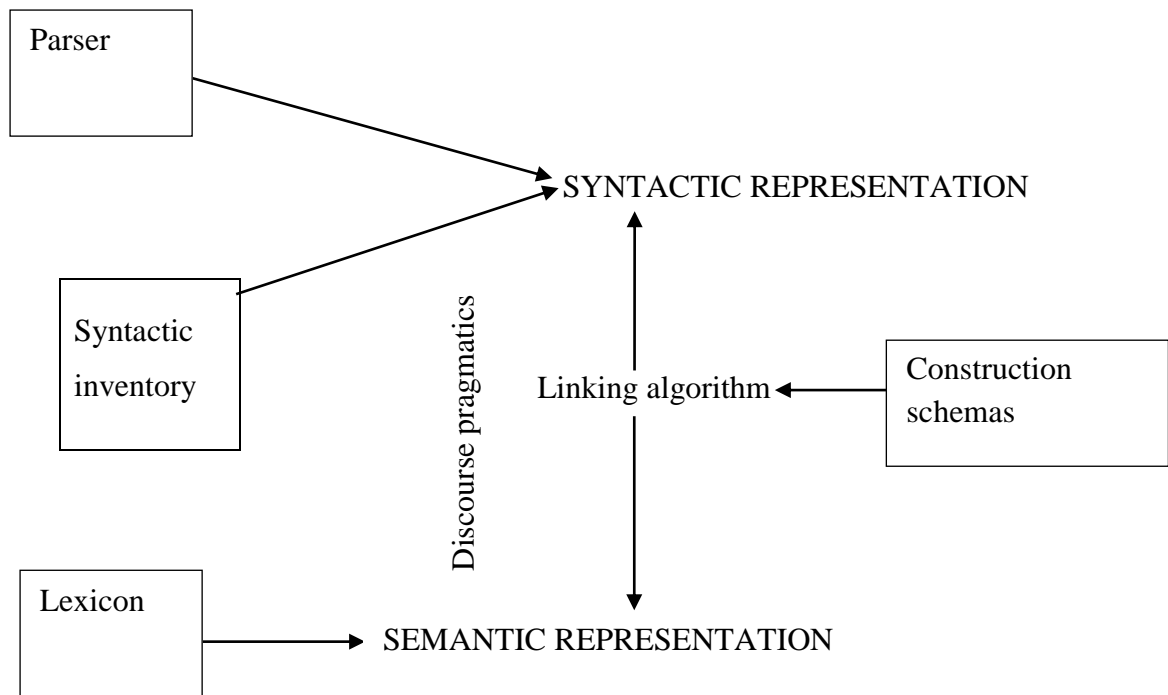 Parser
SYNTACTIC REPRESENTATION
Syntactic
inventory
Discourse pragmatics
Linking algorithm
Construction
schemas
Lexicon
SEMANTIC REPRESENTATION